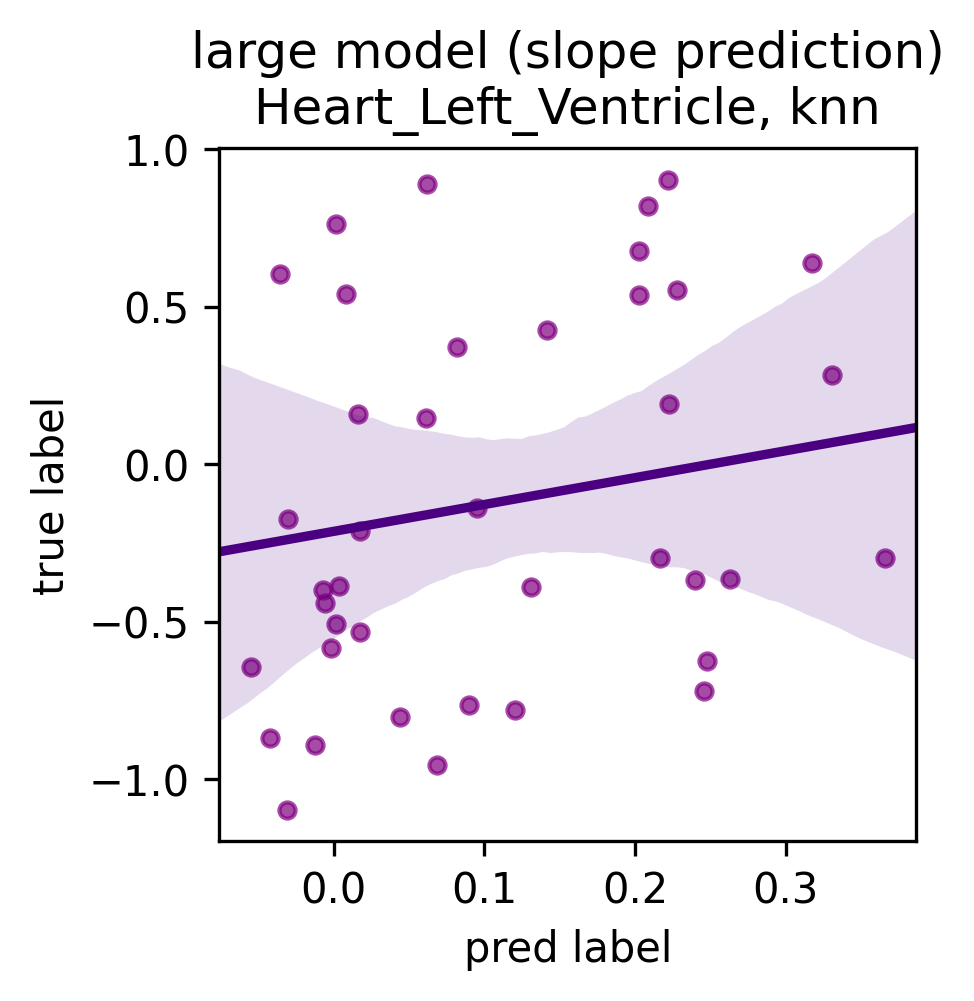 large model (slope prediction)
Heart_Left_Ventricle, knn
1.0
0.5
0.0
−0.5
−1.0
true label
0.0 0.1 0.2 0.3
pred label